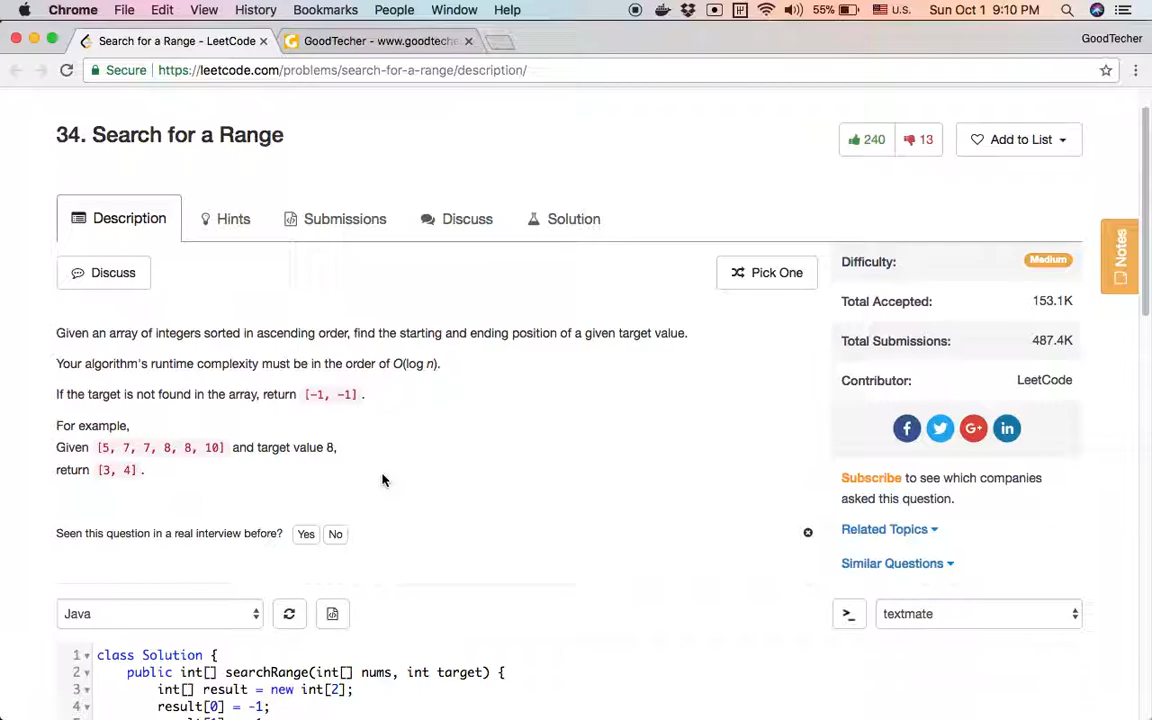 Chrome File Edit View History Bookmarks People Window Help 55% U.S. Sun Oct 1 9:10 PM
Search for a Range - LeetCode GoodTecher - www.goodteche GoodTecher
Secure https://leetcode.com/problems/search-for-a-range/description/
34. Search for a Range
240 13 Add to List
Description Hints Submissions Discuss Solution
Notes
Discuss Pick One
Difficulty: Medium
Total Accepted: 153.1K
Total Submissions: 487.4K
Contributor: LeetCode
Given an array of integers sorted in ascending order, find the starting and ending position of a given target value.
Your algorithm's runtime complexity must be in the order of O(log n).
If the target is not found in the array, return [-1, -1].
For example,
Given [5, 7, 7, 8, 8, 10] and target value 8,
return [3, 4].
Subscribe to see which companies
asked this question.
Related Topics
Similar Questions
Seen this question in a real interview before? Yes No
Java >_ textmate
1 class Solution {
2 public int[] searchRange(int[] nums, int target) {
3 int[] result = new int[2];
4 result[0] = -1;